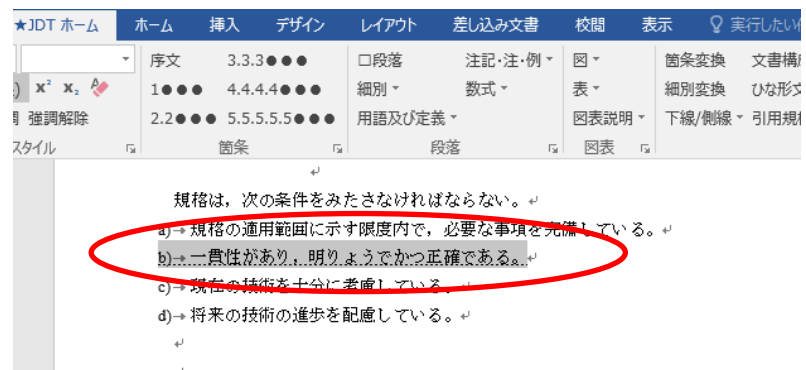 ★JDT ホーム ホーム 挿入 デザイン レイアウト 差し込み文書 校閲 表示 実行したい
序文 3.3.3●●● 口段落 注記･注･例 図 箇条変換 文書構成
) x² x₂ 1●●● 4.4.4.4●●● 細別 数式 表 細別変換 ひな形文
強調解除 2.2●●● 5.5.5.5.5●●● 用語及び定義 図表説明 下線/側線 引用規格
スタイル 箇条 段落 図表
規格は，次の条件をみたさなければならない。
a)→規格の適用範囲に示す限度内で，必要な事項を完備している。
b)→一貫性があり，明りょうでかつ正確である。
c)→現在の技術を十分に考慮している。
d)→将来の技術の進歩を配慮している。